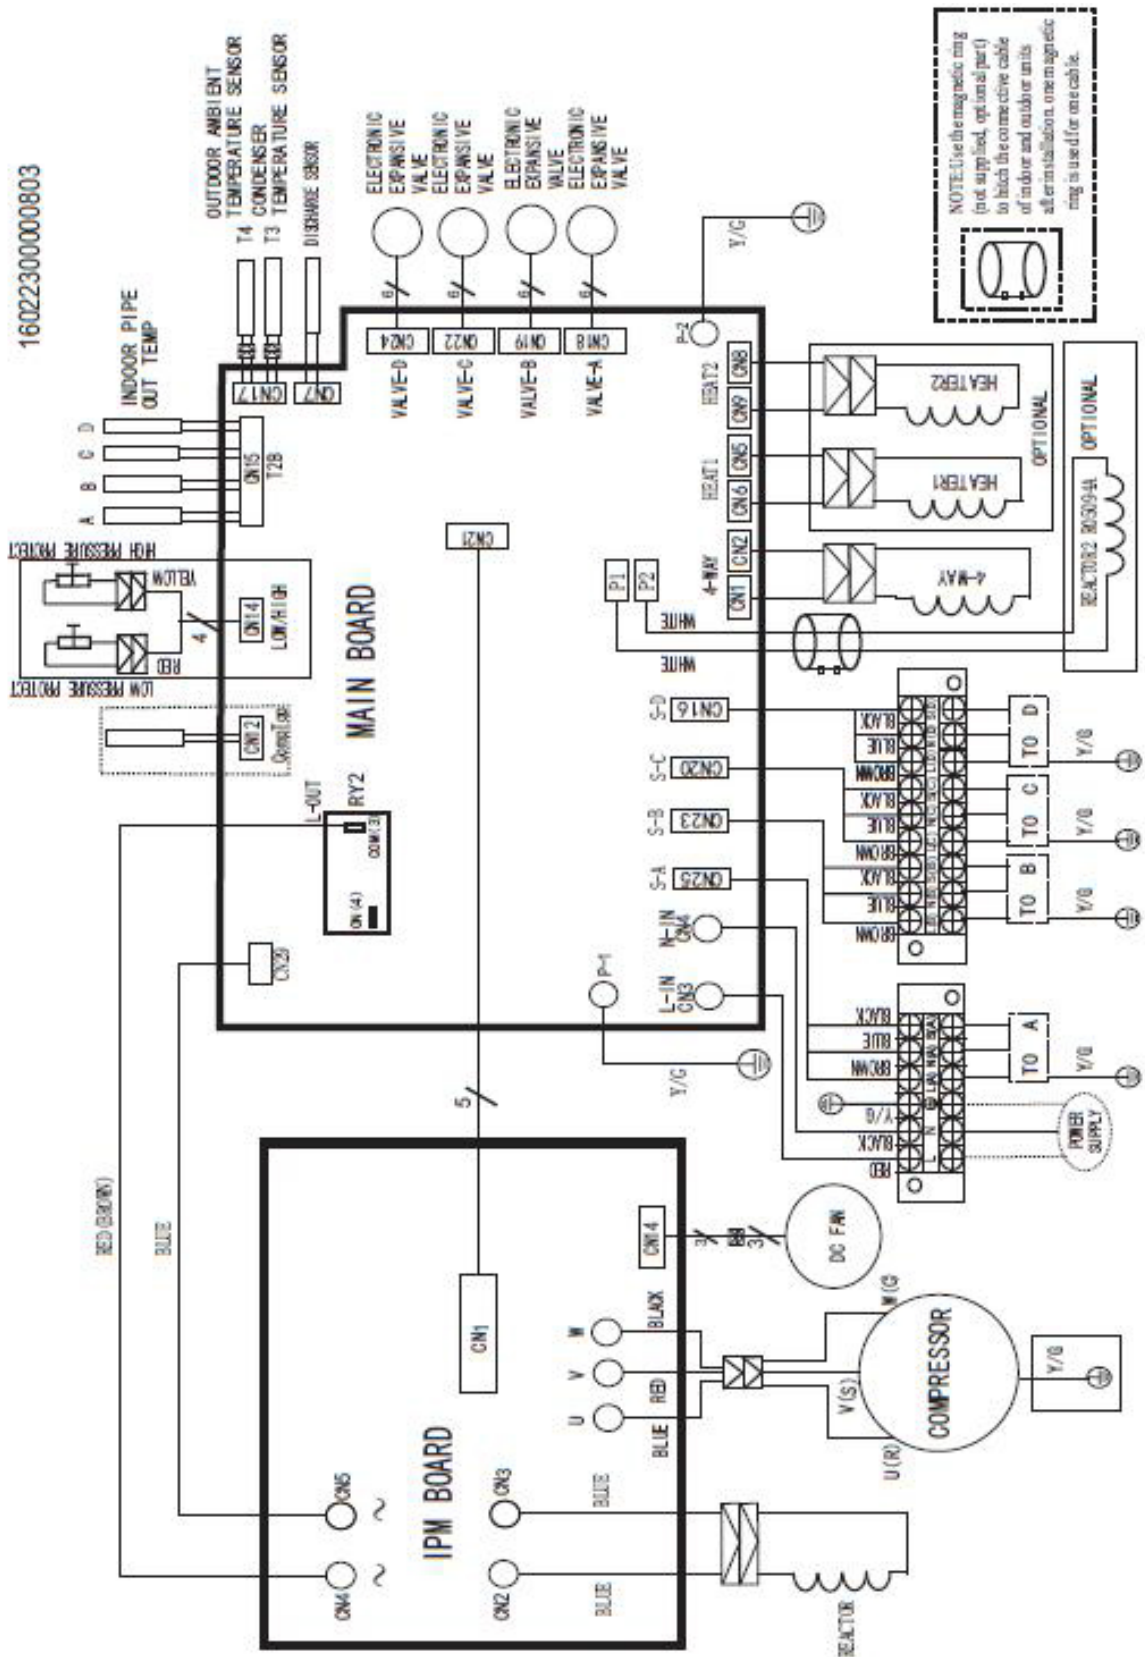 16022300000803
OUTDOOR AMBIENT
TEMPERATURE SENSOR
T4
CONDENSER
T3 TEMPERATURE SENSOR
DISCHARGE SENSOR
INDOOR PIPE
OUT TEMP
A B C D
CN15
T2B
CN17
CN7
HIGH PRESSURE PROTECT
YELLOW
LOW PRESSURE PROTECT
RED
4
CN14
LOW/HIGH
CN12
ELECTRONIC
EXPANSIVE
VALVE
ELECTRONIC
EXPANSIVE
VALVE
ELECTRONIC
EXPANSIVE
VALVE
ELECTRONIC
EXPANSIVE
VALVE
6
6
6
6
CN24
CN22
CN19
CN18
VALVE-D
VALVE-C
VALVE-B
VALVE-A
P-2
Y/G
NOTE:Use the magnetic ring
(not supplied, optional part)
to hitch the connective cable
of indoor and outdoor units
after installation. one magnetic
ring is used for one cable.
MAIN BOARD
CN21
L-OUT
RY2
COM(3)
ON(4)
CN29
RED(BROWN)
BLUE
5
HEAT2
CN8
CN9
HEAT1
CN5
CN6
4-WAY
CN2
CN1
HEATER2
HEATER1
OPTIONAL
4-WAY
P1
P2
WHITE
WHITE
REACTOR2 R05094A
OPTIONAL
S-D
CN16
S-C
CN20
S-B
CN23
S-A
CN25
N-IN
CN4
L-IN
CN3
P-1
Y/G
BLACK
BLUE
BROWN
BLACK
BLUE
BROWN
BLACK
BLUE
BROWN
S(D)
N(D)
L(D)
S(C)
N(C)
L(C)
S(B)
N(B)
L(B)
TO D
Y/G
TO C
Y/G
TO B
Y/G
BLACK
BLUE
BROWN
Y/G
BLACK
RED
S(A)
N(A)
L(A)
N
L
TO A
Y/G
POWER
SUPPLY
IPM BOARD
CN1
CN14
3
3
DC FAN
W
V
U
BLACK
RED
BLUE
W(C)
V(S)
U(R)
COMPRESSOR
Y/G
CN5
CN4
CN3
CN2
~
~
BLUE
BLUE
REACTOR